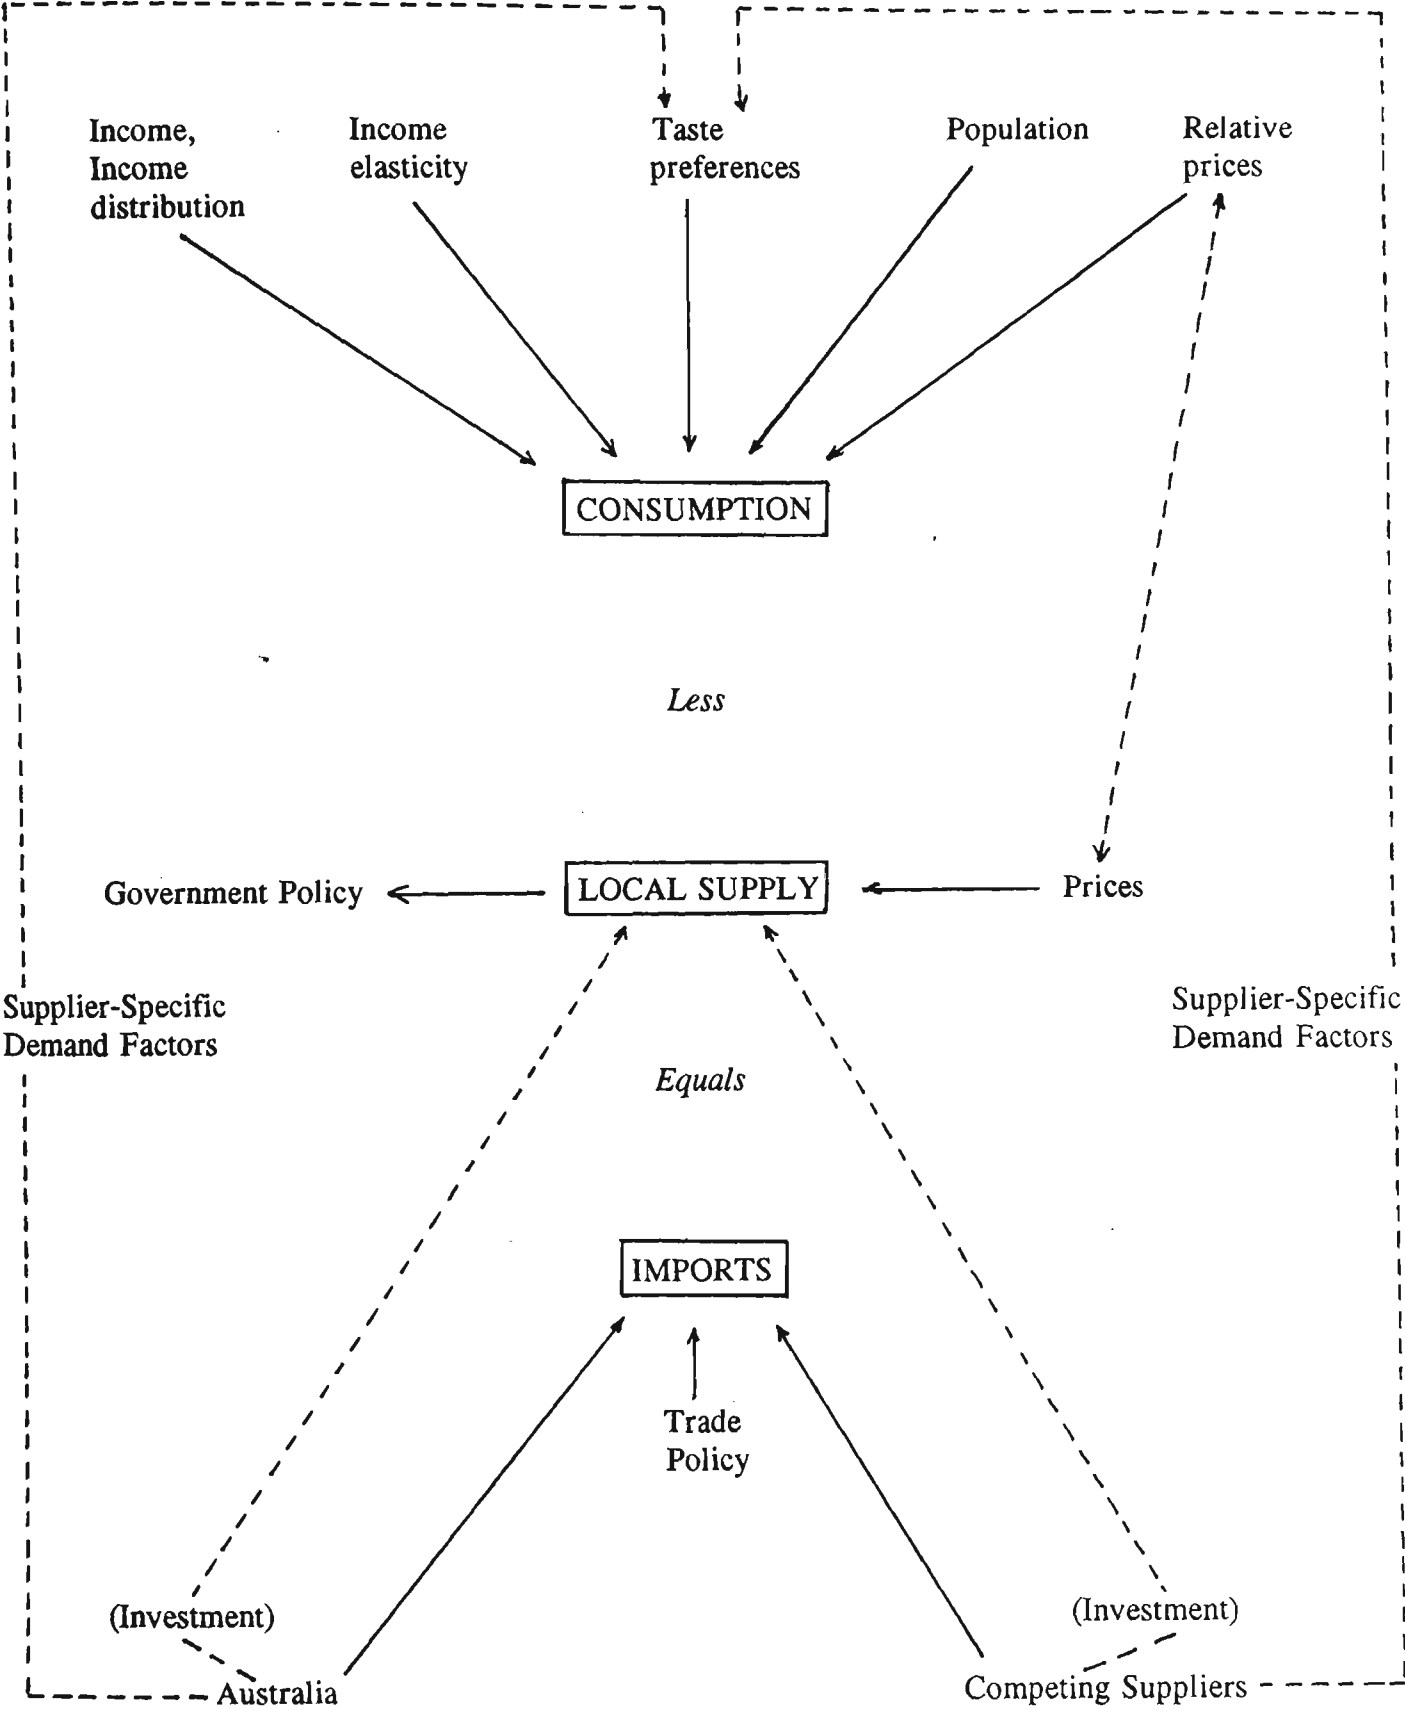 Income,
Income
distribution
Income
elasticity
Taste
preferences
Population
Relative
prices
CONSUMPTION
Less
Government Policy
LOCAL SUPPLY
Prices
Supplier-Specific
Demand Factors
Supplier-Specific
Demand Factors
Equals
IMPORTS
Trade
Policy
(Investment)
(Investment)
Australia
Competing Suppliers